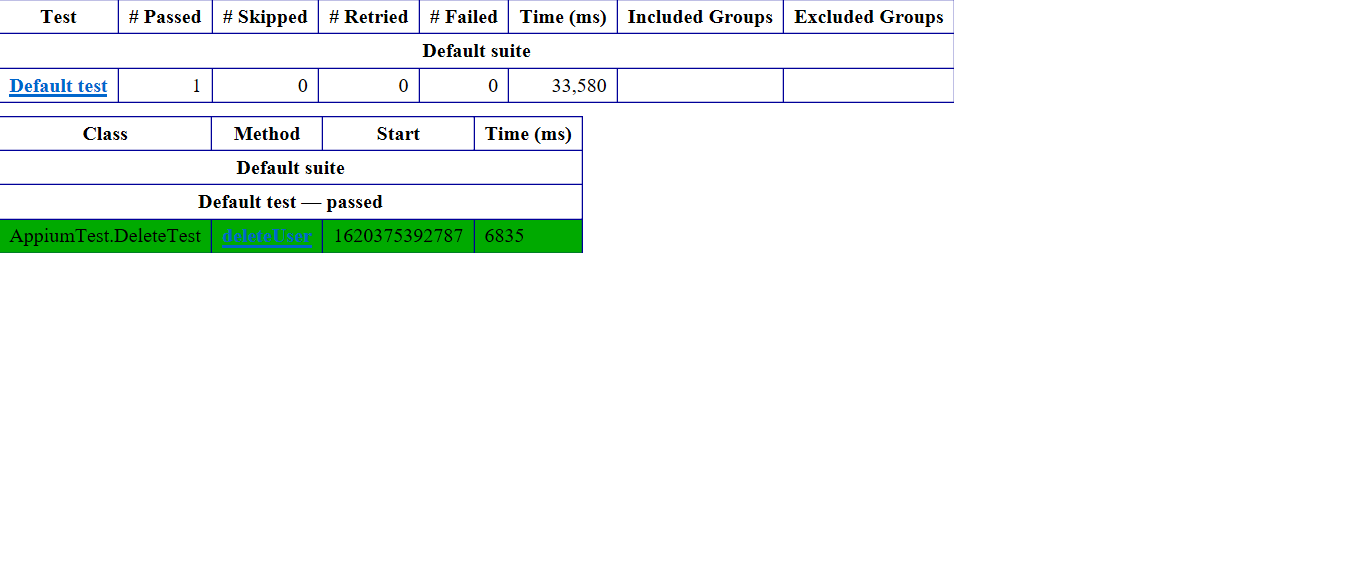 Test # Passed # Skipped # Retried # Failed Time (ms) Included Groups Excluded Groups
Default suite
Default test 1 0 0 0 33,580
Class Method Start Time (ms)
Default suite
Default test — passed
AppiumTest.DeleteTest deleteUser 1620375392787 6835